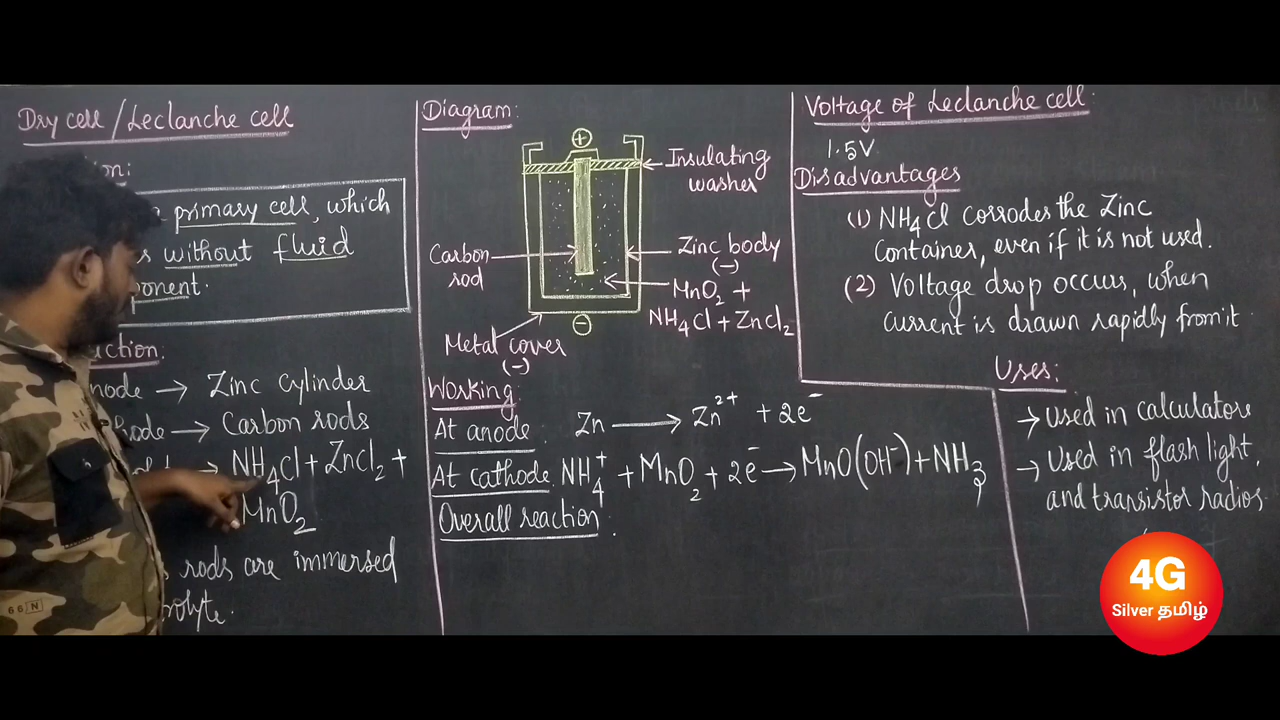 Dry cell / Leclanche cell
on:
a primary cell, which
s without fluid
ponent.
uction:
node → Zinc cylinder
hode → Carbon rods
→ NH4Cl + ZnCl2 +
MnO2
rods are immersed
rolyte.
Diagram:
+
Insulating
washer
Carbon
rod
Zinc body
(-)
MnO2 +
NH4Cl + ZnCl2
−
Metal cover
(-)
Working:
At anode: Zn → Zn²⁺ + 2e⁻
At cathode: NH4⁺ + MnO2 + 2e⁻ → MnO(OH⁻) + NH3
Overall reaction:
Voltage of Leclanche cell:
1.5V
Disadvantages
(1) NH4Cl corrodes the Zinc
Container, even if it is not used.
(2) Voltage drop occurs, when
current is drawn rapidly from it
Uses:
→ Used in calculators
→ Used in flash light,
and transistor radios
4G
Silver தமிழ்
66 N